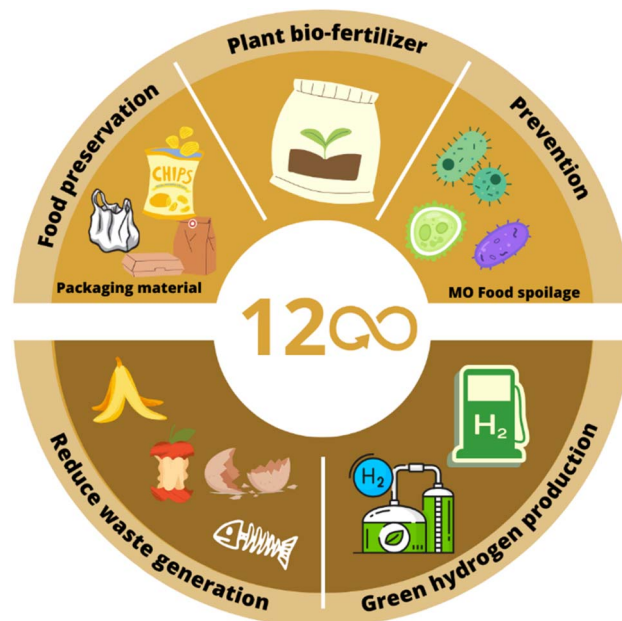 Plant bio-fertilizer
Food preservation
Prevention
CHIPS
Packaging material
MO Food spoilage
12∞
H₂
H₂
Reduce waste generation
Green hydrogen production